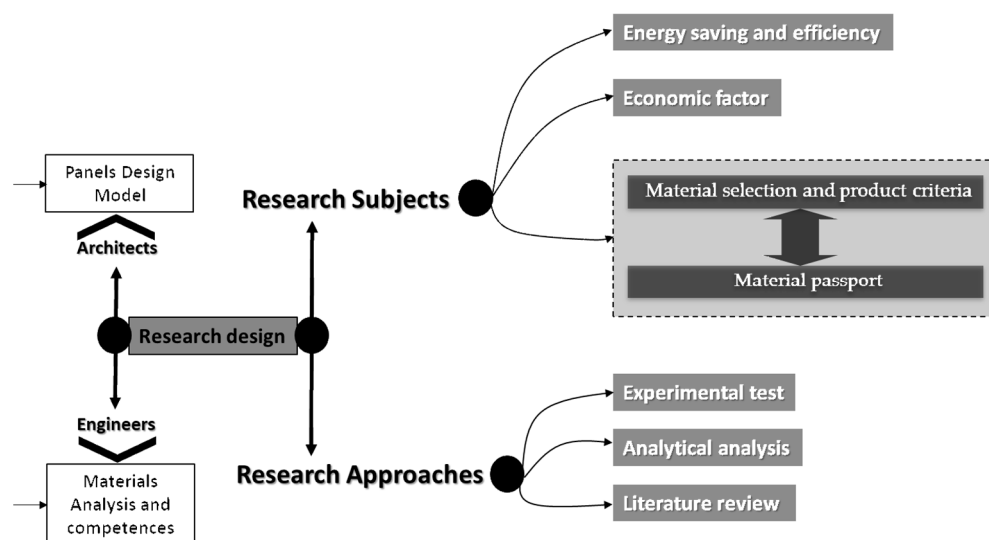 Energy saving and efficiency
Economic factor
Panels Design
Model
Material selection and product criteria
Research Subjects
Architects
Material passport
Research design
Experimental test
Engineers
Analytical analysis
Research Approaches
Materials
Analysis and
competences
Literature review